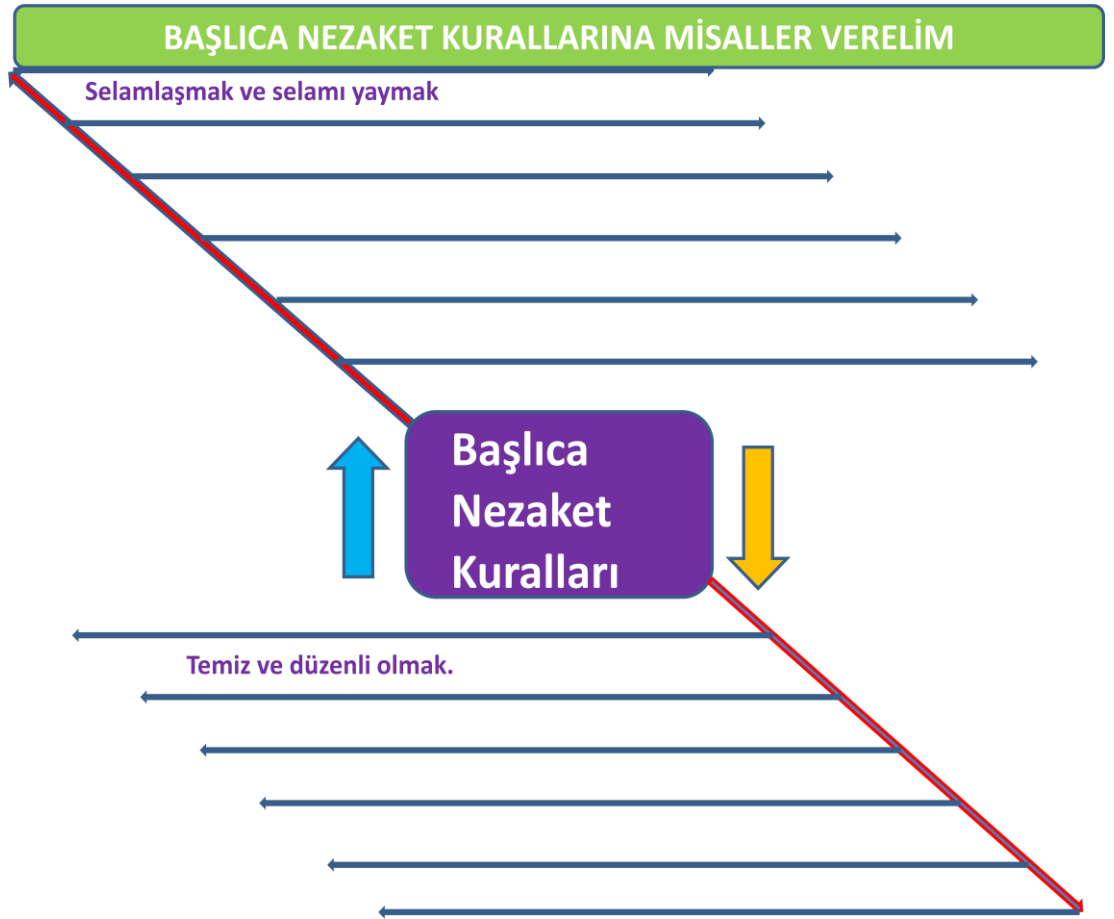 BAŞLICA NEZAKET KURALLARINA MİSALLER VERELİM
Selamlaşmak ve selamı yaymak
Başlıca
Nezaket
Kuralları
Temiz ve düzenli olmak.